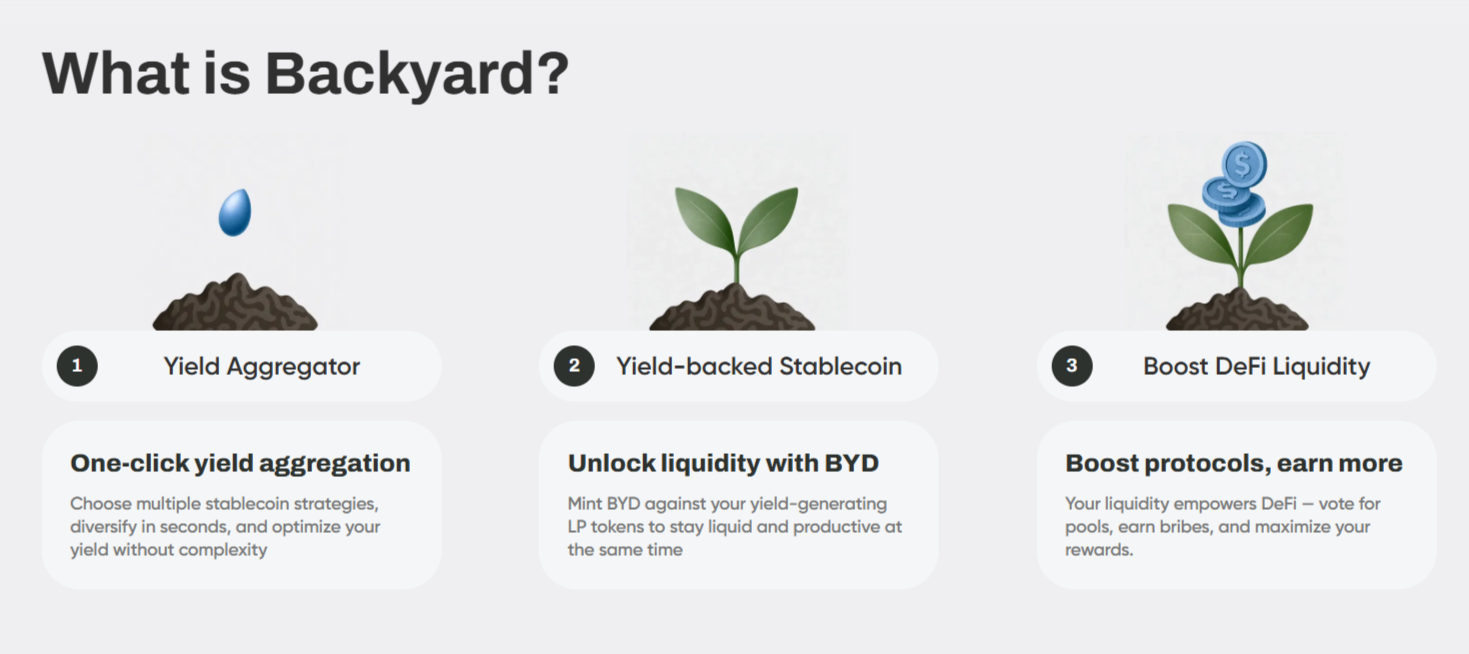 What is Backyard?
$
$
1
Yield Aggregator
2
Yield-backed Stablecoin
3
Boost DeFi Liquidity
One-click yield aggregation
Choose multiple stablecoin strategies,
diversify in seconds, and optimize your
yield without complexity
Unlock liquidity with BYD
Mint BYD against your yield-generating
LP tokens to stay liquid and productive at
the same time
Boost protocols, earn more
Your liquidity empowers DeFi – vote for
pools, earn bribes, and maximize your
rewards.